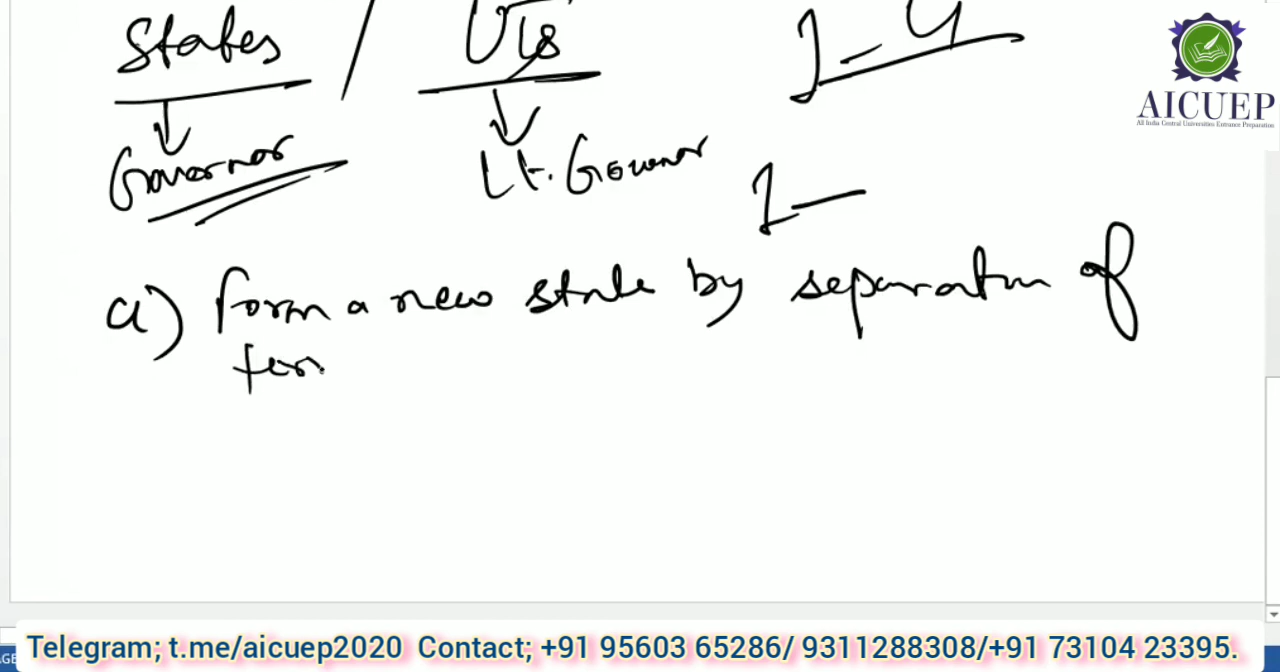 States / UTs
1-4
AICUEP
All India Central Universities Entrance Preparation
Governor
Lt. Governor
1-
a) form a new state by separation of
terr
Telegram; t.me/aicuep2020 Contact; +91 95603 65286/ 9311288308/+91 73104 23395.